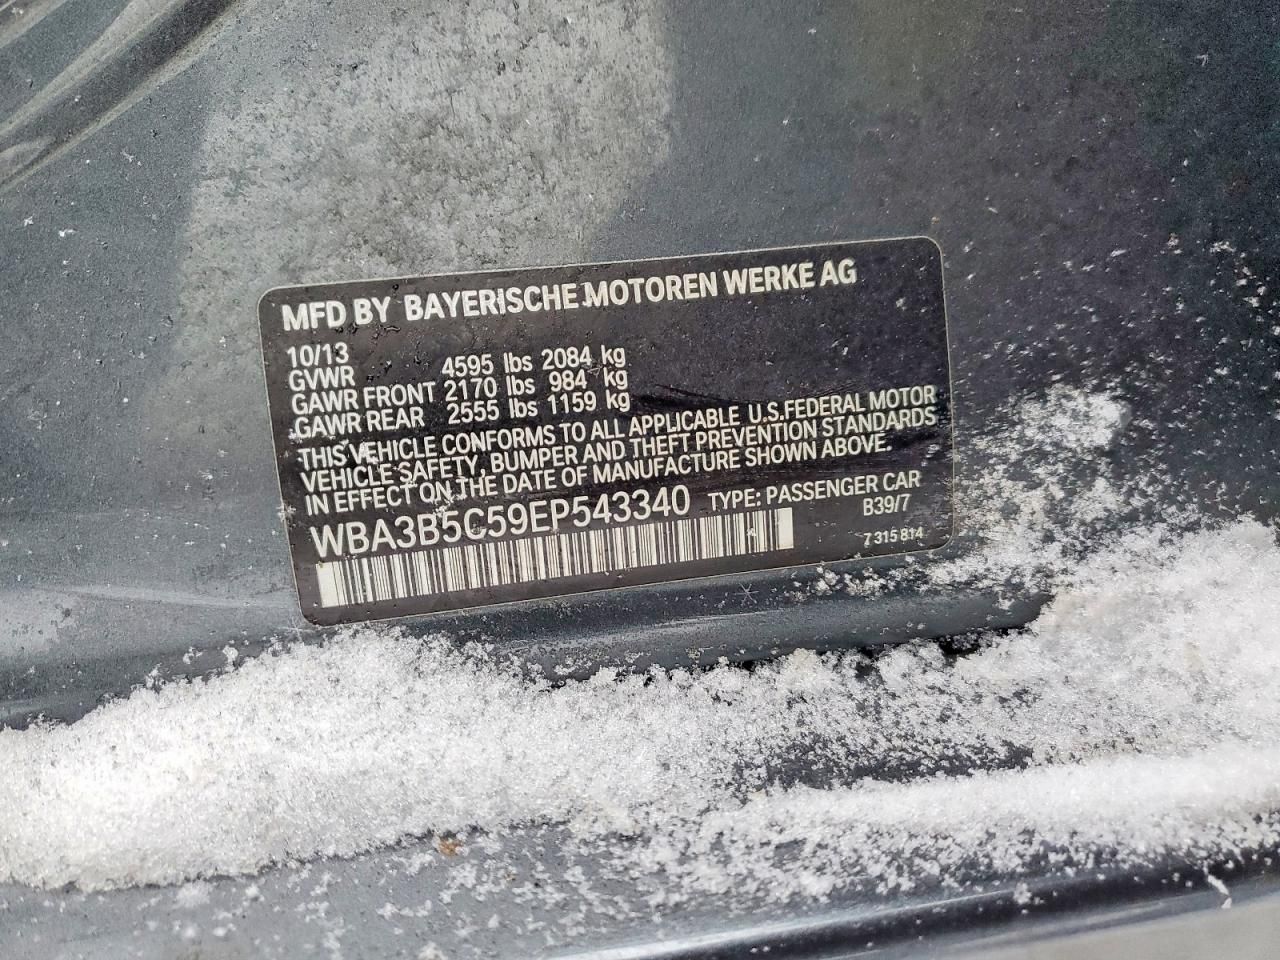 MFD BY BAYERISCHE MOTOREN WERKE AG
10/13
GVWR 4595 lbs 2084 kg
GAWR FRONT 2170 lbs 984 kg
GAWR REAR 2555 lbs 1159 kg
THIS VEHICLE CONFORMS TO ALL APPLICABLE U.S.FEDERAL MOTOR
VEHICLE SAFETY, BUMPER AND THEFT PREVENTION STANDARDS
IN EFFECT ON THE DATE OF MANUFACTURE SHOWN ABOVE.
WBA3B5C59EP543340 TYPE: PASSENGER CAR
B39/7
7 315 814